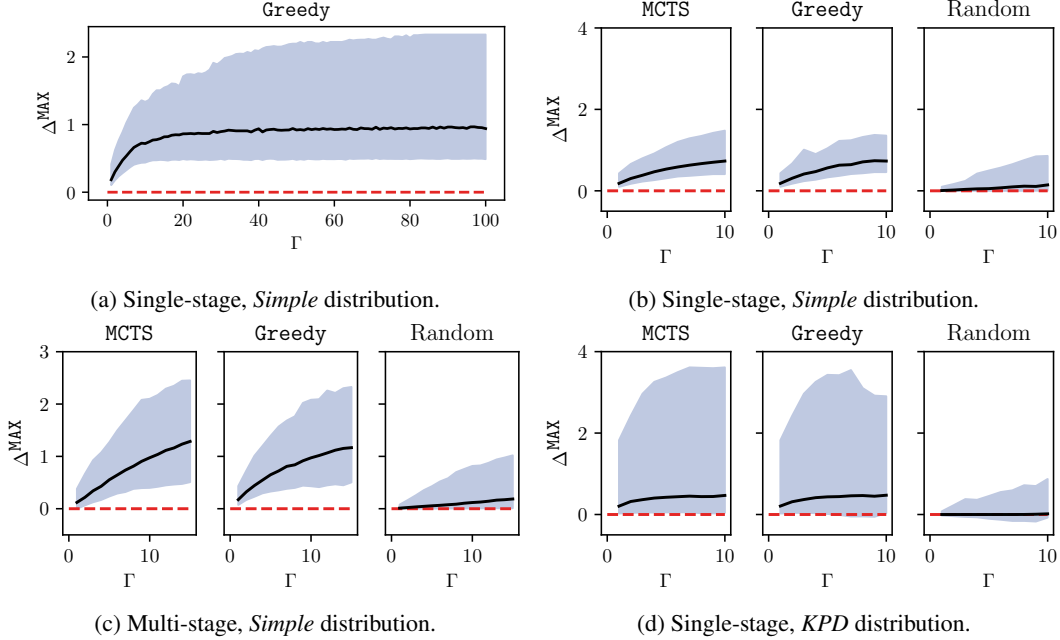 Greedy
2
1
0
Δ^MAX
0 20 40 60 80 100
Γ
(a) Single-stage, Simple distribution.
MCTS Greedy Random
4
2
0
Δ^MAX
0 10 0 10 0 10
Γ Γ Γ
(b) Single-stage, Simple distribution.
MCTS Greedy Random
3
2
1
0
Δ^MAX
0 10 0 10 0 10
Γ Γ Γ
(c) Multi-stage, Simple distribution.
MCTS Greedy Random
4
2
0
Δ^MAX
0 10 0 10 0 10
Γ Γ Γ
(d) Single-stage, KPD distribution.